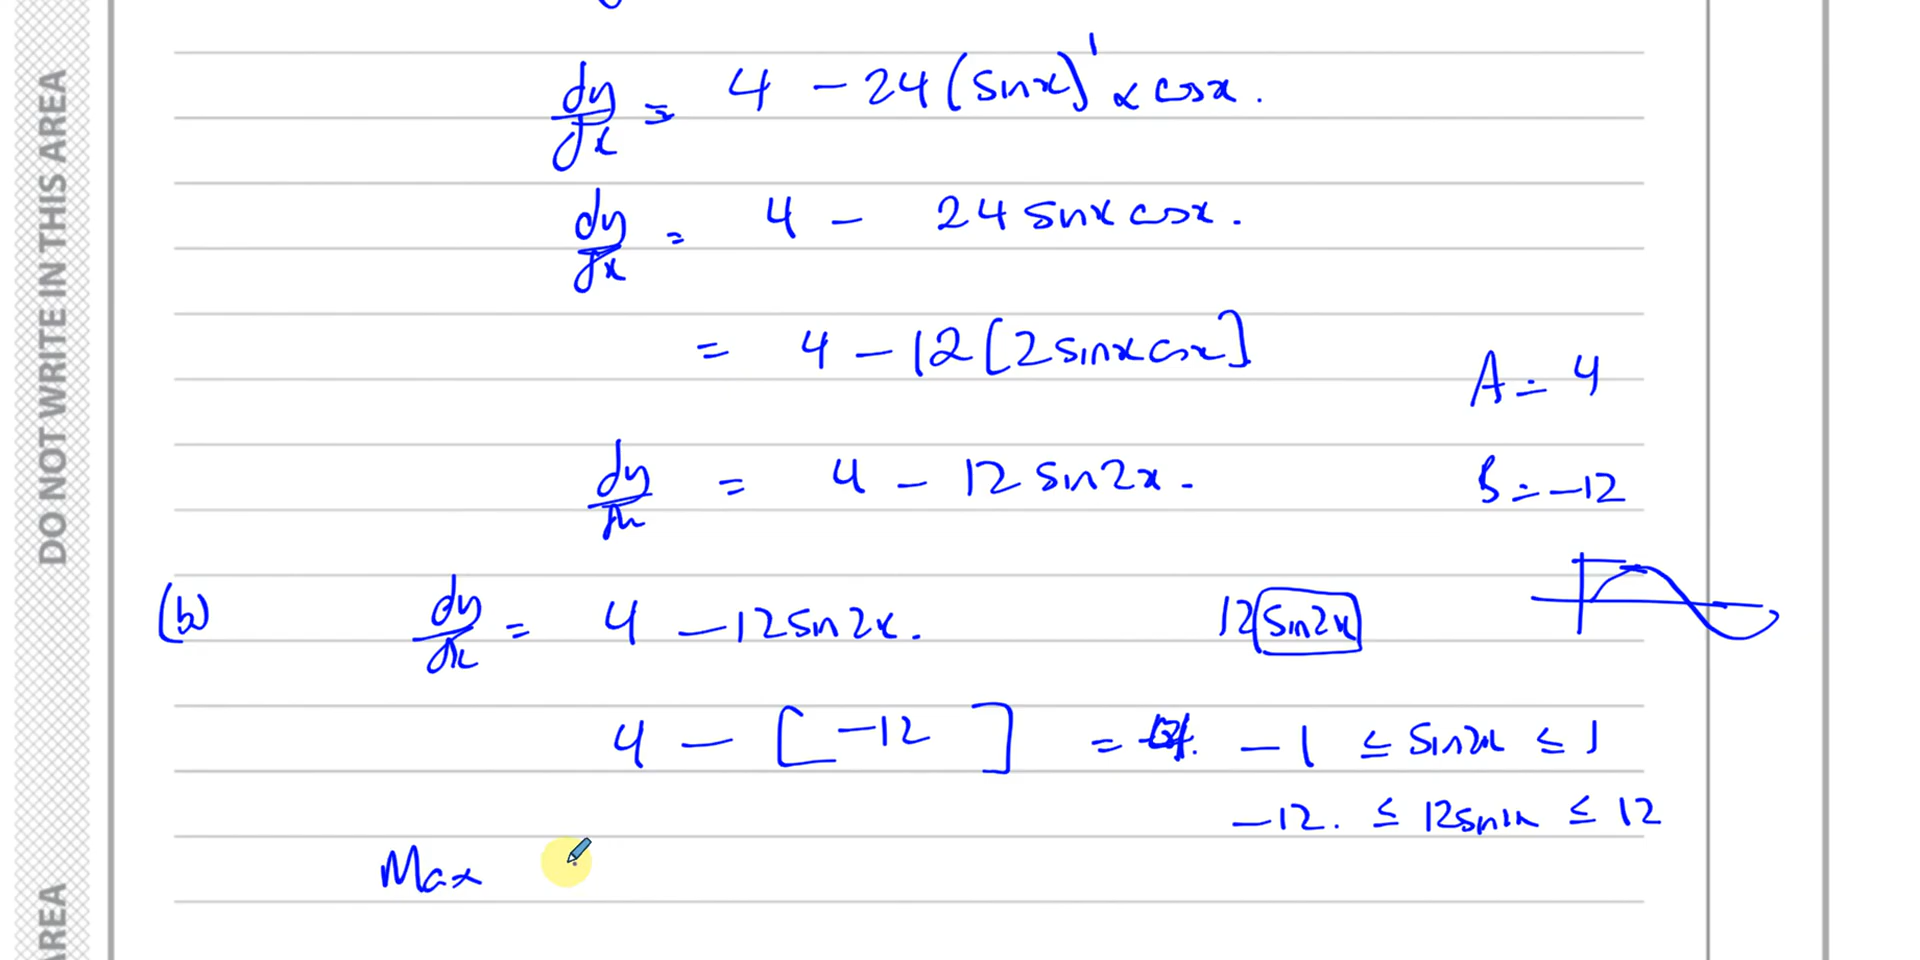 DO NOT WRITE IN THIS AREA
AREA
dy/dx = 4 - 24(sinx)^1 × cosx.
dy/dx = 4 - 24 sinx cosx.
= 4 - 12[2sinxcosx]
A = 4
dy/dx = 4 - 12 sin2x.
B = -12
(b) dy/dx = 4 - 12sin2x. 12 sin2x
4 - [-12] = -1 ≤ sin2x ≤ 1
-12. ≤ 12sin2x ≤ 12
Max